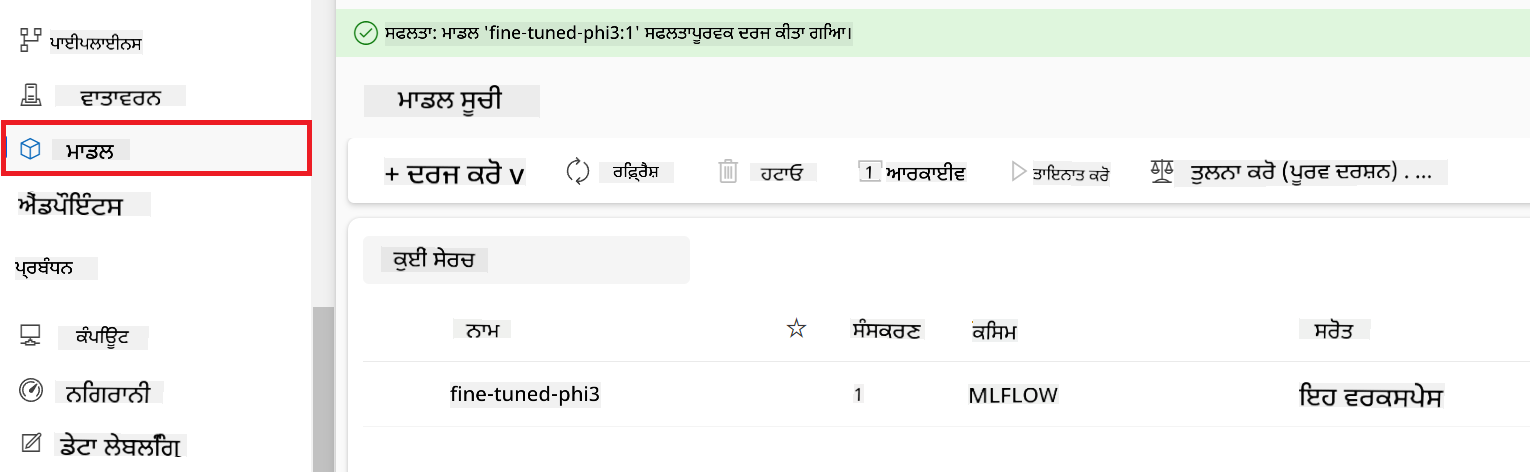 ਪਾਈਪਲਾਈਨਸ
ਵਾਤਾਵਰਨ
ਮਾਡਲ
ਐਂਡਪੌਇੰਟਸ
ਪ੍ਰਬੰਧਨ
ਕੰਪਿਊਟ
ਨਿਗਰਾਨੀ
ਡੇਟਾ ਲੇਬਲਿੰਗ
ਸਫਲਤਾ: ਮਾਡਲ 'fine-tuned-phi3:1' ਸਫਲਤਾਪੂਰਵਕ ਦਰਜ ਕੀਤਾ ਗਿਆ।
ਮਾਡਲ ਸੂਚੀ
+ ਦਰਜ ਕਰੋ v ਰਿਫ੍ਰੈਸ਼ ਹਟਾਓ 1 ਆਰਕਾਈਵ ਤਾਇਨਾਤ ਕਰੋ ਤੁਲਨਾ ਕਰੋ (ਪੂਰਵ ਦਰਸ਼ਨ) . ...
ਕੁਈ ਸੇਰਚ
ਨਾਮ ਸੰਸਕਰਣ ਕਿਸਮ ਸਰੋਤ
fine-tuned-phi3 1 MLFLOW ਇਹ ਵਰਕਸਪੇਸ